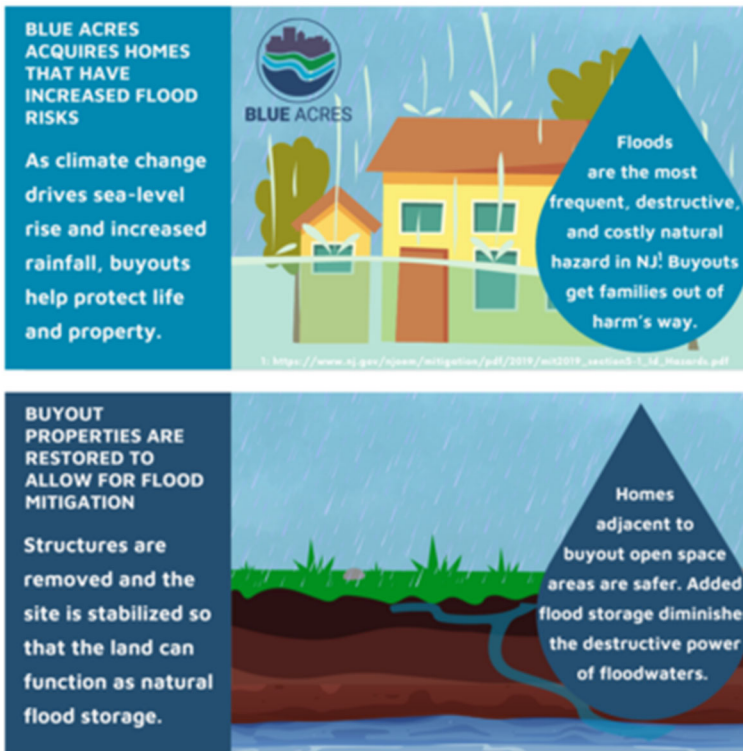 BLUE ACRES
ACQUIRES HOMES
THAT HAVE
INCREASED FLOOD
RISKS
As climate change
drives sea-level
rise and increased
rainfall, buyouts
help protect life
and property.
BLUE ACRES
Floods
are the most
frequent, destructive,
and costly natural
hazard in NJ! Buyouts
get families out of
harm's way.
1: https://www.nj.gov/njoem/mitigation/pdf/2019/mit2019_section5-1_Id_Hazards.pdf
BUYOUT
PROPERTIES ARE
RESTORED TO
ALLOW FOR FLOOD
MITIGATION
Structures are
removed and the
site is stabilized so
that the land can
function as natural
flood storage.
Homes
adjacent to
buyout open space
areas are safer. Added
flood storage diminishe
the destructive power
of floodwaters.